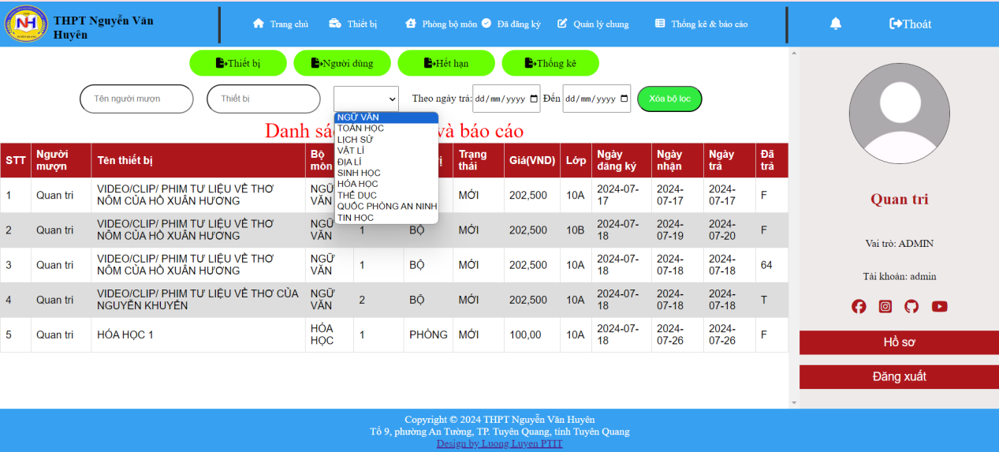 THPT Nguyễn Văn
Huyên
Trang chủ
Thiết bị
Phòng bộ môn
Đã đăng ký
Quản lý chung
Thống kê & báo cáo
Thoát
Thiết bị
Người dùng
Hết hạn
Thống kê
Tên người mượn
Thiết bị
Theo ngày trả: dd/mm/yyyy Đến dd/mm/yyyy
Xóa bộ lọc
NGỮ VĂN
TOÁN HỌC
LỊCH SỬ
VẬT LÍ
ĐỊA LÍ
SINH HỌC
HÓA HỌC
THỂ DỤC
QUỐC PHÒNG AN NINH
TIN HỌC
Danh và báo cáo
STT Người mượn Tên thiết bị Bộ môn Trạng thái Giá(VND) Lớp Ngày đăng ký Ngày nhận Ngày trả Đã trả
1 Quan tri VIDEO/CLIP/ PHIM TƯ LIỆU VỀ THƠ NÔM CỦA HỒ XUÂN HƯƠNG NGỮ VĂN MỚI 202,500 10A 2024-07-17 2024-07-17 2024-07-17 F
2 Quan tri VIDEO/CLIP/ PHIM TƯ LIỆU VỀ THƠ NÔM CỦA HỒ XUÂN HƯƠNG NGỮ VĂN 1 BỘ MỚI 202,500 10B 2024-07-18 2024-07-19 2024-07-20 F
3 Quan tri VIDEO/CLIP/ PHIM TƯ LIỆU VỀ THƠ NÔM CỦA HỒ XUÂN HƯƠNG NGỮ VĂN 1 BỘ MỚI 202,500 10A 2024-07-18 2024-07-18 2024-07-18 64
4 Quan tri VIDEO/CLIP/ PHIM TƯ LIỆU VỀ THƠ CỦA NGUYỄN KHUYẾN NGỮ VĂN 2 BỘ MỚI 202,500 10A 2024-07-18 2024-07-18 2024-07-18 T
5 Quan tri HÓA HỌC 1 HÓA HỌC 1 PHÒNG MỚI 100,00 10A 2024-07-18 2024-07-26 2024-07-26 F
Quan tri
Vai trò: ADMIN
Tài khoản: admin
Hồ sơ
Đăng xuất
Copyright © 2024 THPT Nguyễn Văn Huyên
Tổ 9, phường An Tường, TP. Tuyên Quang, tỉnh Tuyên Quang
Design by Luong Luyen PTIT